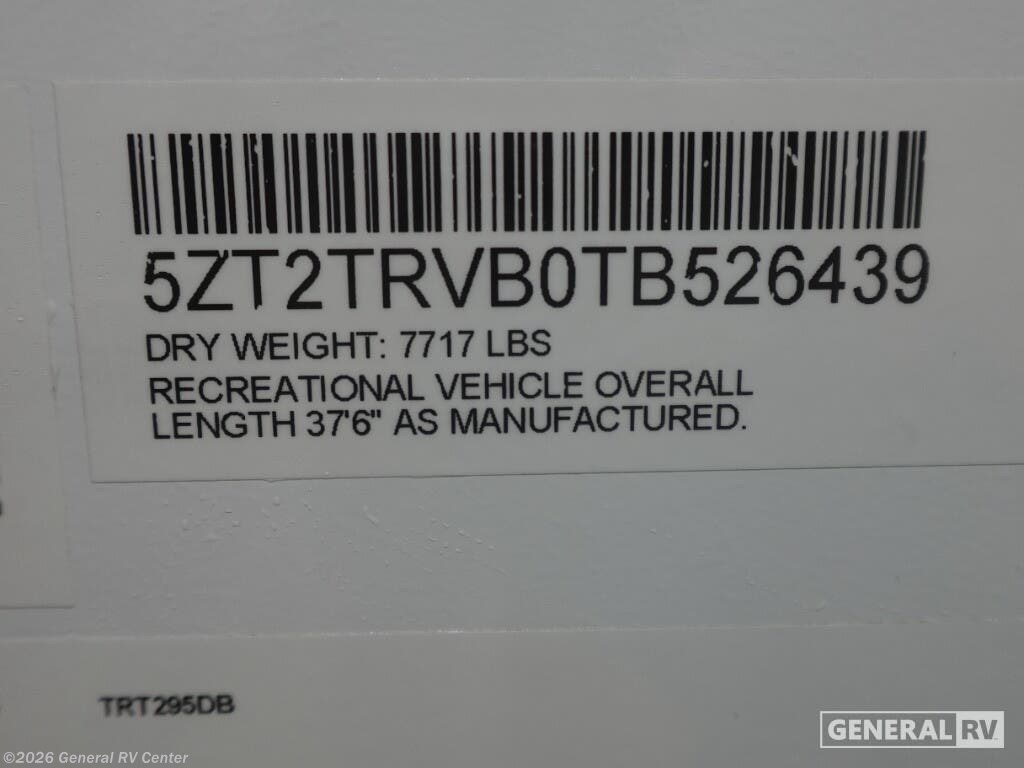 5ZT2TRVB0TB526439
DRY WEIGHT: 7717 LBS
RECREATIONAL VEHICLE OVERALL
LENGTH 37'6" AS MANUFACTURED.
TRT295DB
GENERAL RV
©2026 General RV Center